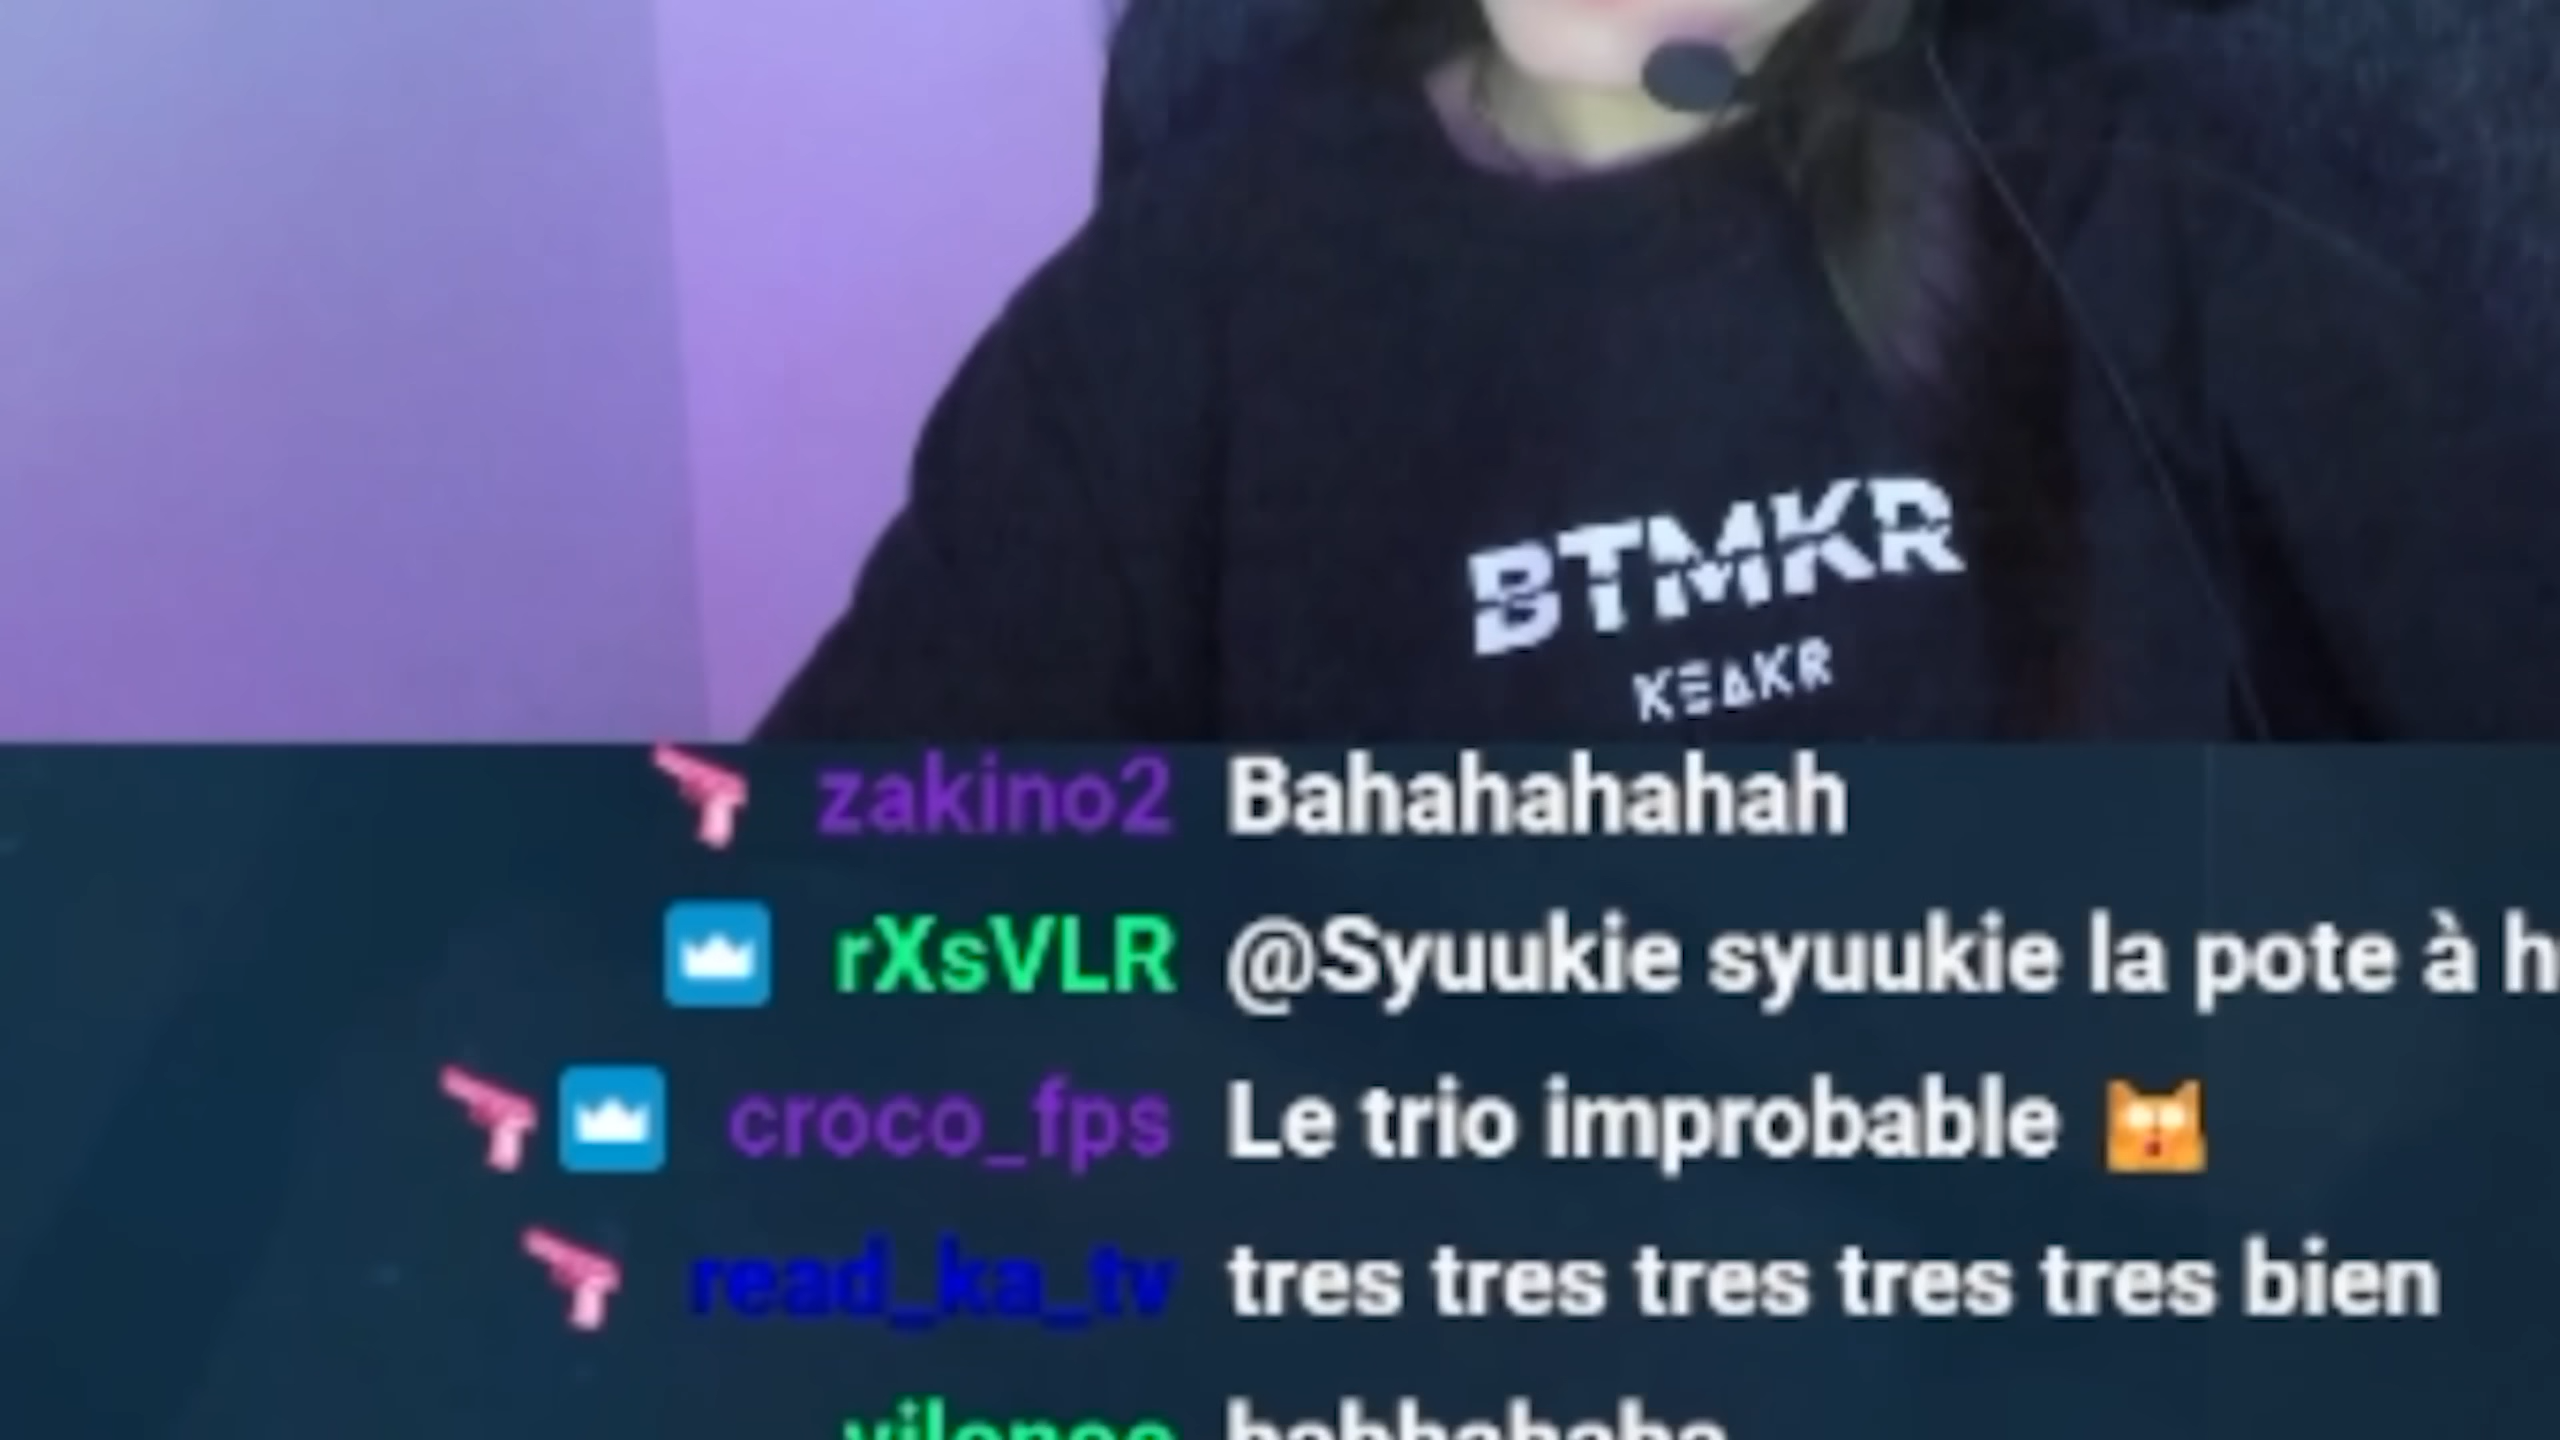 BTMKR
KEAKR
zakino2 Bahahahahah
rXsVLR @Syuukie syuukie la pote à
croco_fps Le trio improbable
read_ka_tv tres tres tres tres tres bien